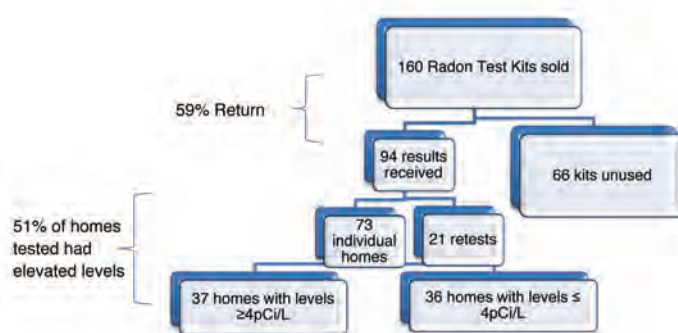 160 Radon Test Kits sold
59% Return
94 results
received
66 kits unused
51% of homes
tested had
elevated levels
73
individual
homes
21 retests
37 homes with levels
≥4pCi/L
36 homes with levels ≤
4pCi/L